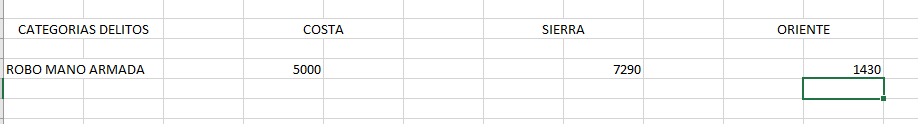 CATEGORIAS DELITOS COSTA SIERRA ORIENTE
ROBO MANO ARMADA 5000 7290 1430